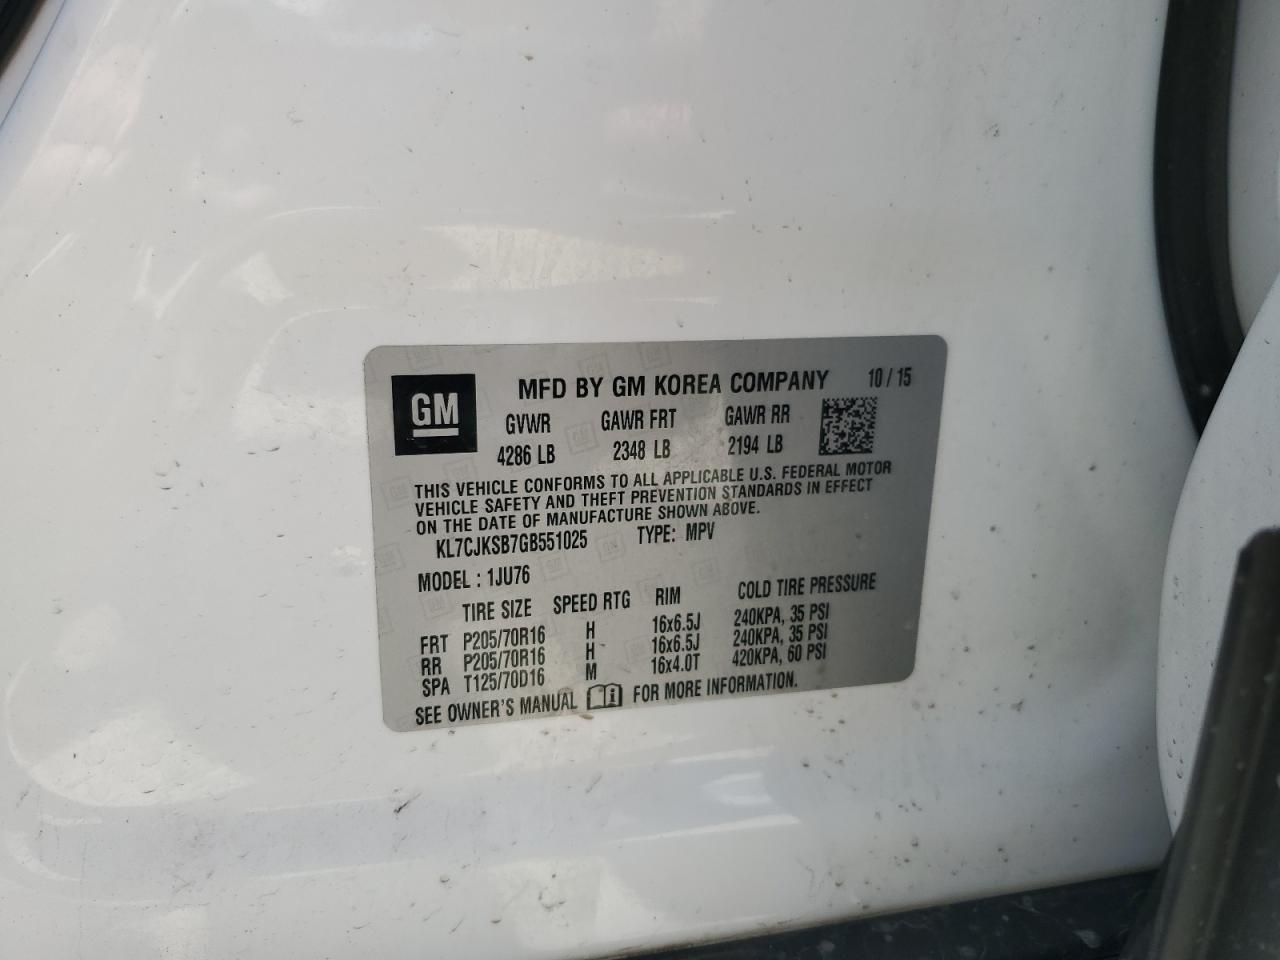 GM
MFD BY GM KOREA COMPANY 10 / 15
GVWR GAWR FRT GAWR RR
4286 LB 2348 LB 2194 LB
THIS VEHICLE CONFORMS TO ALL APPLICABLE U.S. FEDERAL MOTOR
VEHICLE SAFETY AND THEFT PREVENTION STANDARDS IN EFFECT
ON THE DATE OF MANUFACTURE SHOWN ABOVE.
KL7CJKSB7GB551025 TYPE: MPV
MODEL : 1JU76
TIRE SIZE SPEED RTG RIM COLD TIRE PRESSURE
FRT P205/70R16 H 16x6.5J 240KPA, 35 PSI
RR P205/70R16 H 16x6.5J 240KPA, 35 PSI
SPA T125/70D16 M 16x4.0T 420KPA, 60 PSI
SEE OWNER'S MANUAL i FOR MORE INFORMATION.